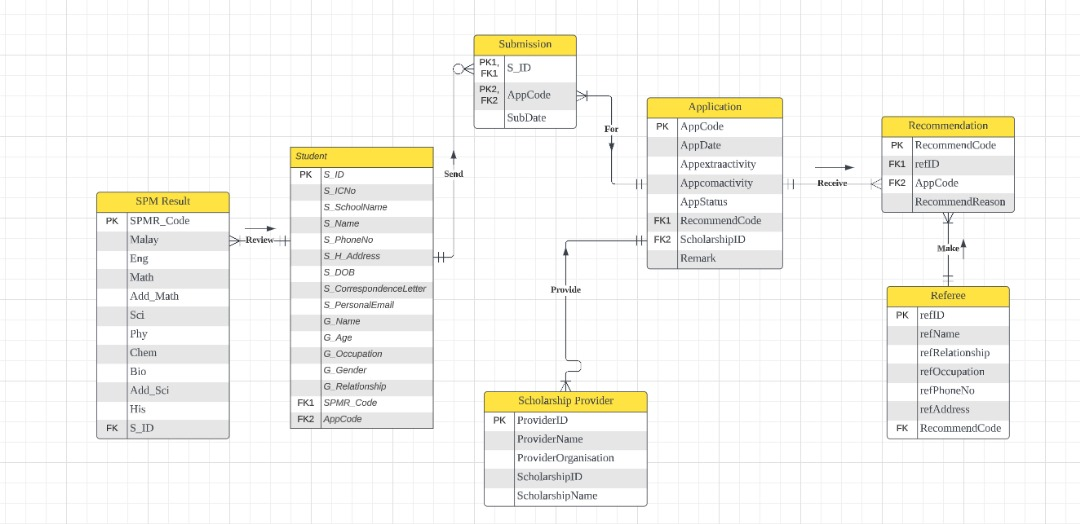 SPM Result
PK SPMR_Code
Malay
Eng
Math
Add_Math
Sci
Phy
Chem
Bio
Add_Sci
His
FK S_ID
Review
Student
PK S_ID
S_ICNo
S_SchoolName
S_Name
S_PhoneNo
S_H_Address
S_DOB
S_CorrespondenceLetter
S_PersonalEmail
G_Name
G_Age
G_Occupation
G_Gender
G_Relationship
FK1 SPMR_Code
FK2 AppCode
Send
Submission
PK1, FK1 S_ID
PK2, FK2 AppCode
SubDate
For
Application
PK AppCode
AppDate
Appextraactivity
Appcomactivity
AppStatus
FK1 RecommendCode
FK2 ScholarshipID
Remark
Provide
Scholarship Provider
PK ProviderID
ProviderName
ProviderOrganisation
ScholarshipID
ScholarshipName
Receive
Recommendation
PK RecommendCode
FK1 refID
FK2 AppCode
RecommendReason
Make
Referee
PK refID
refName
refRelationship
refOccupation
refPhoneNo
refAddress
FK RecommendCode